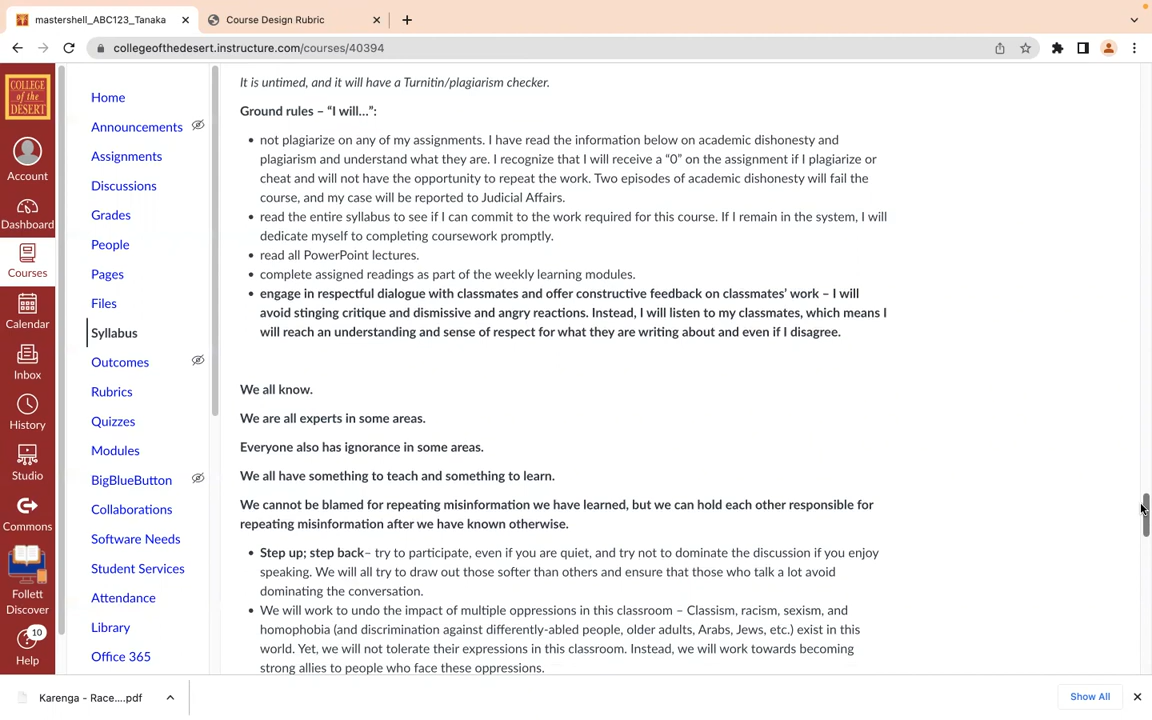 mastershell_ABC123_Tanaka
Course Design Rubric
collegeofthedesert.instructure.com/courses/40394
COLLEGE
of the
DESERT
Account
Dashboard
Courses
Calendar
Inbox
History
Studio
Commons
Follett
Discover
10
Help
Home
Announcements
Assignments
Discussions
Grades
People
Pages
Files
Syllabus
Outcomes
Rubrics
Quizzes
Modules
BigBlueButton
Collaborations
Software Needs
Student Services
Attendance
Library
Office 365
It is untimed, and it will have a Turnitin/plagiarism checker.
Ground rules – “I will...”:
not plagiarize on any of my assignments. I have read the information below on academic dishonesty and
plagiarism and understand what they are. I recognize that I will receive a “0” on the assignment if I plagiarize or
cheat and will not have the opportunity to repeat the work. Two episodes of academic dishonesty will fail the
course, and my case will be reported to Judicial Affairs.
read the entire syllabus to see if I can commit to the work required for this course. If I remain in the system, I will
dedicate myself to completing coursework promptly.
read all PowerPoint lectures.
complete assigned readings as part of the weekly learning modules.
engage in respectful dialogue with classmates and offer constructive feedback on classmates’ work – I will
avoid stinging critique and dismissive and angry reactions. Instead, I will listen to my classmates, which means I
will reach an understanding and sense of respect for what they are writing about and even if I disagree.
We all know.
We are all experts in some areas.
Everyone also has ignorance in some areas.
We all have something to teach and something to learn.
We cannot be blamed for repeating misinformation we have learned, but we can hold each other responsible for
repeating misinformation after we have known otherwise.
Step up; step back– try to participate, even if you are quiet, and try not to dominate the discussion if you enjoy
speaking. We will all try to draw out those softer than others and ensure that those who talk a lot avoid
dominating the conversation.
We will work to undo the impact of multiple oppressions in this classroom – Classism, racism, sexism, and
homophobia (and discrimination against differently-abled people, older adults, Arabs, Jews, etc.) exist in this
world. Yet, we will not tolerate their expressions in this classroom. Instead, we will work towards becoming
strong allies to people who face these oppressions.
Karenga - Race....pdf
Show All